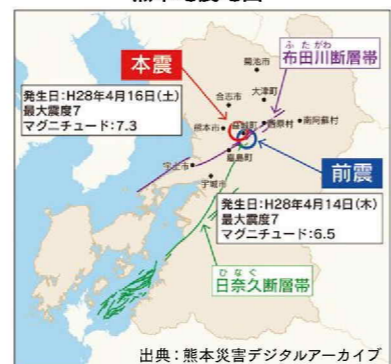 本震
発生日:H28年4月16日(土)
最大震度7
マグニチュード:7.3
ふたがわ
布田川断層帯
菊池市
合志市
大津町
熊本市
益城町
西原村
南阿蘇村
嘉島町
宇土市
宇城市
前震
発生日:H28年4月14日(木)
最大震度7
マグニチュード:6.5
ひなぐ
日奈久断層帯
出典:熊本災害デジタルアーカイブ